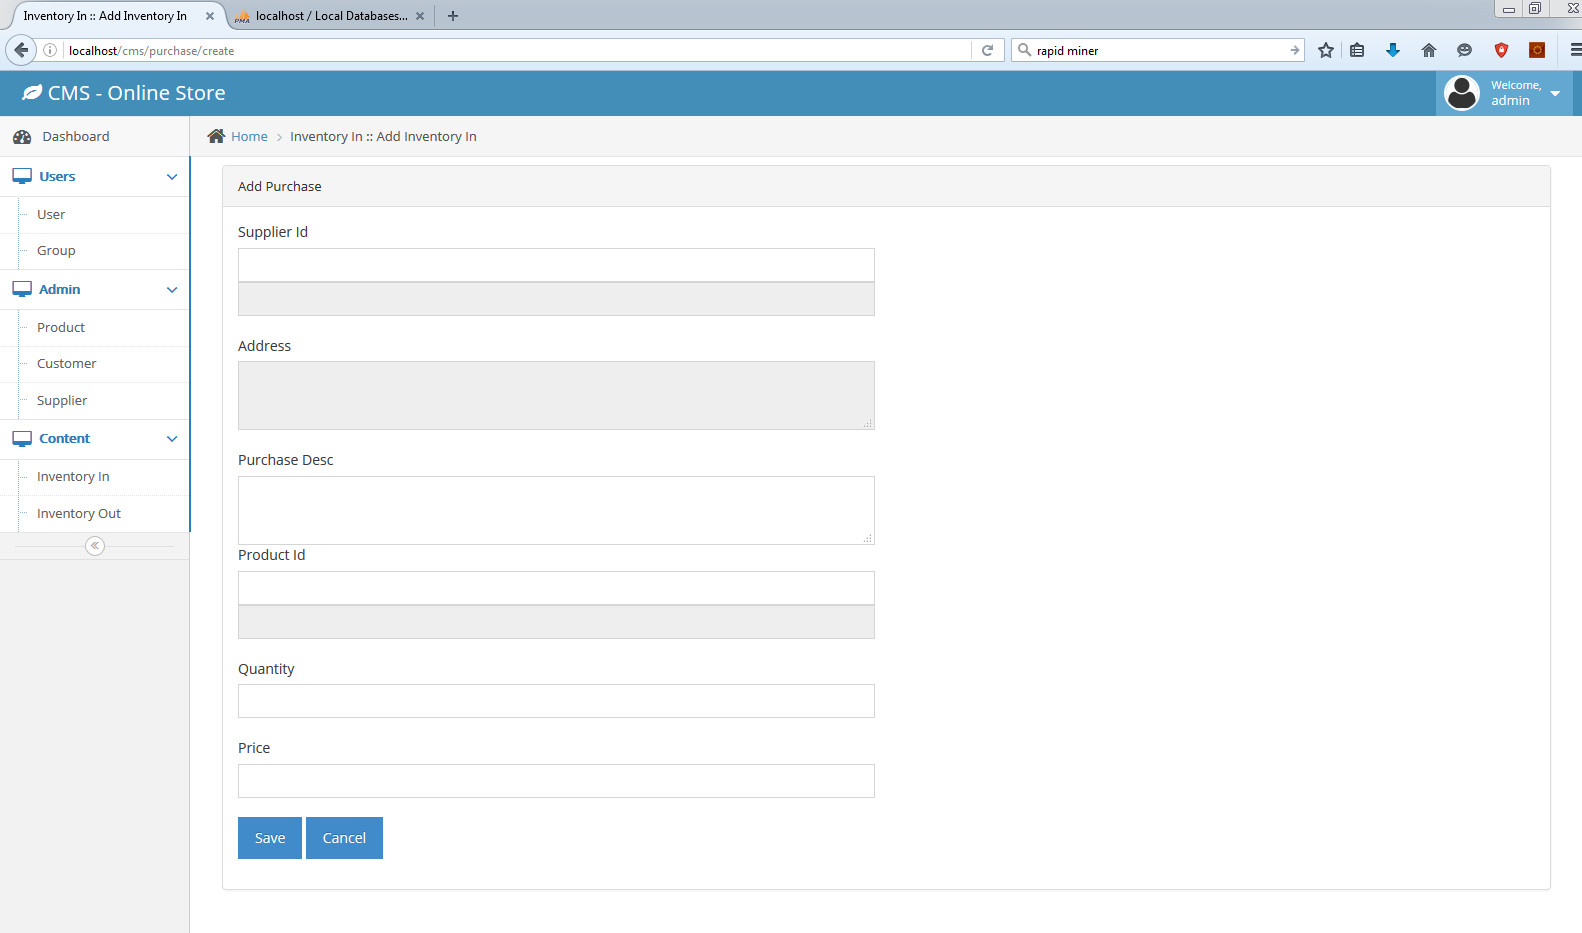 Inventory In :: Add Inventory In
localhost / Local Databases...
localhost/cms/purchase/create
rapid miner
CMS - Online Store
Welcome,
admin
Dashboard
Home > Inventory In :: Add Inventory In
Users
User
Group
Admin
Product
Customer
Supplier
Content
Inventory In
Inventory Out
Add Purchase
Supplier Id
Address
Purchase Desc
Product Id
Quantity
Price
Save
Cancel